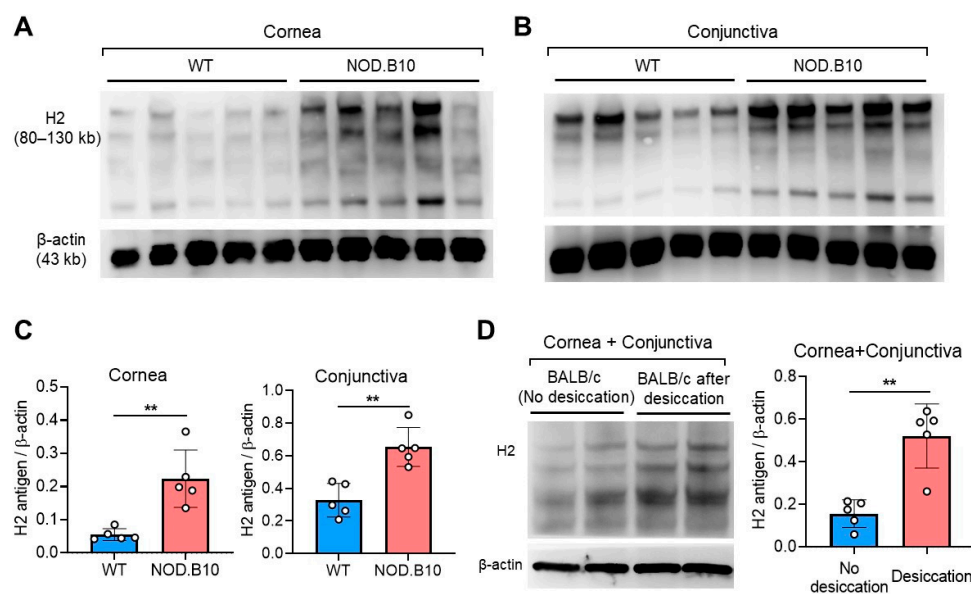 A
Cornea
WT
NOD.B10
H2
(80–130 kb)
β-actin
(43 kb)
B
Conjunctiva
WT
NOD.B10
C
Cornea
**
H2 antigen / β-actin
0.5
0.4
0.3
0.2
0.1
0.0
WT
NOD.B10
Conjunctiva
**
H2 antigen / β-actin
1.0
0.8
0.6
0.4
0.2
0.0
WT
NOD.B10
D
Cornea + Conjunctiva
BALB/c
(No desiccation)
BALB/c after
desiccation
H2
β-actin
Cornea+Conjunctiva
**
H2 antigen / β-actin
0.8
0.6
0.4
0.2
0.0
No
desiccation
Desiccation